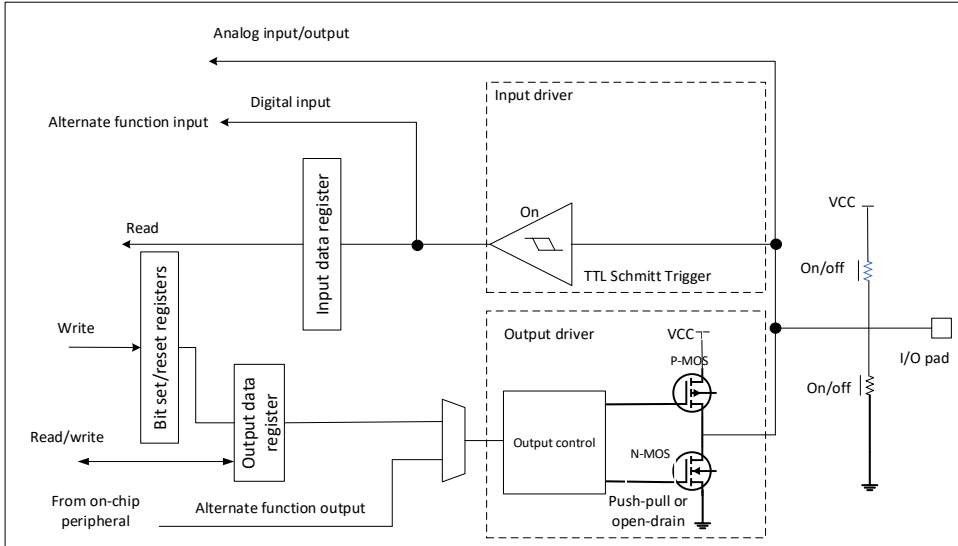 Analog input/output
Digital input
Alternate function input
Input driver
On
TTL Schmitt Trigger
Input data register
Read
Bit set/reset registers
Write
Output data
register
Read/write
From on-chip
peripheral
Alternate function output
Output driver
VCC
P-MOS
Output control
N-MOS
Push-pull or
open-drain
VCC
On/off
I/O pad
On/off